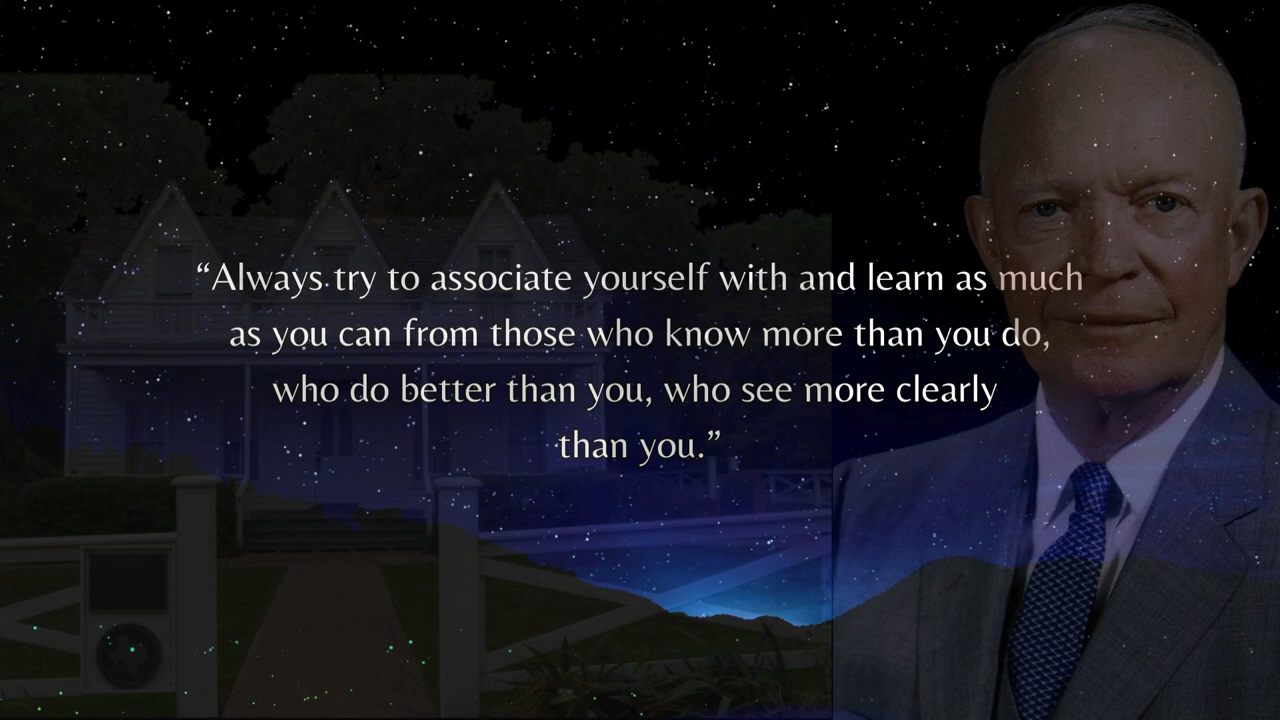 “Always try to associate yourself with and learn as much
as you can from those who know more than you do,
who do better than you, who see more clearly
than you.”